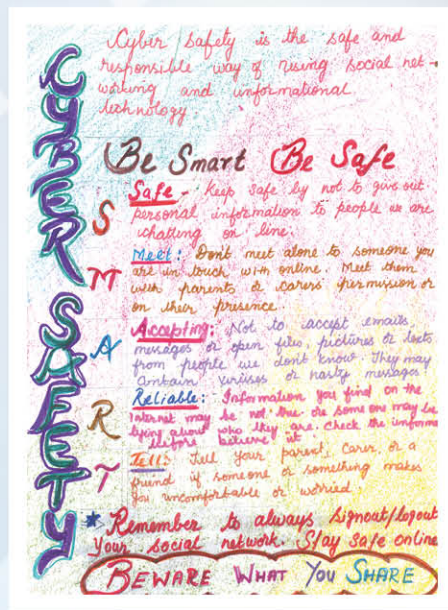 CYBER SAFETY
Cyber safety is the safe and
responsible way of using social net-
working and informational
technology
Be Smart Be Safe
S
Safe - Keep safe by not to give out
personal information to people we are
chatting on line.
M
Meet: Don't meet alone to someone you
are in touch with online. Meet them
with parents or carers permission or
on their presence.
A
Accepting: Not to accept emails,
messages or open files, pictures or texts
from people we don't know. They may
contain viruses or nasty messages
R
Reliable: Information you find on the
Internet may be not true or some one may be
lying about who they are. check the informa
before believe it
T
Tell: Tell your parent, carer, or a
friend if someone or something makes
you uncomfortable or worried
* Remember to always signout/logout
your social network. Stay safe online
BEWARE WHAT YOU SHARE